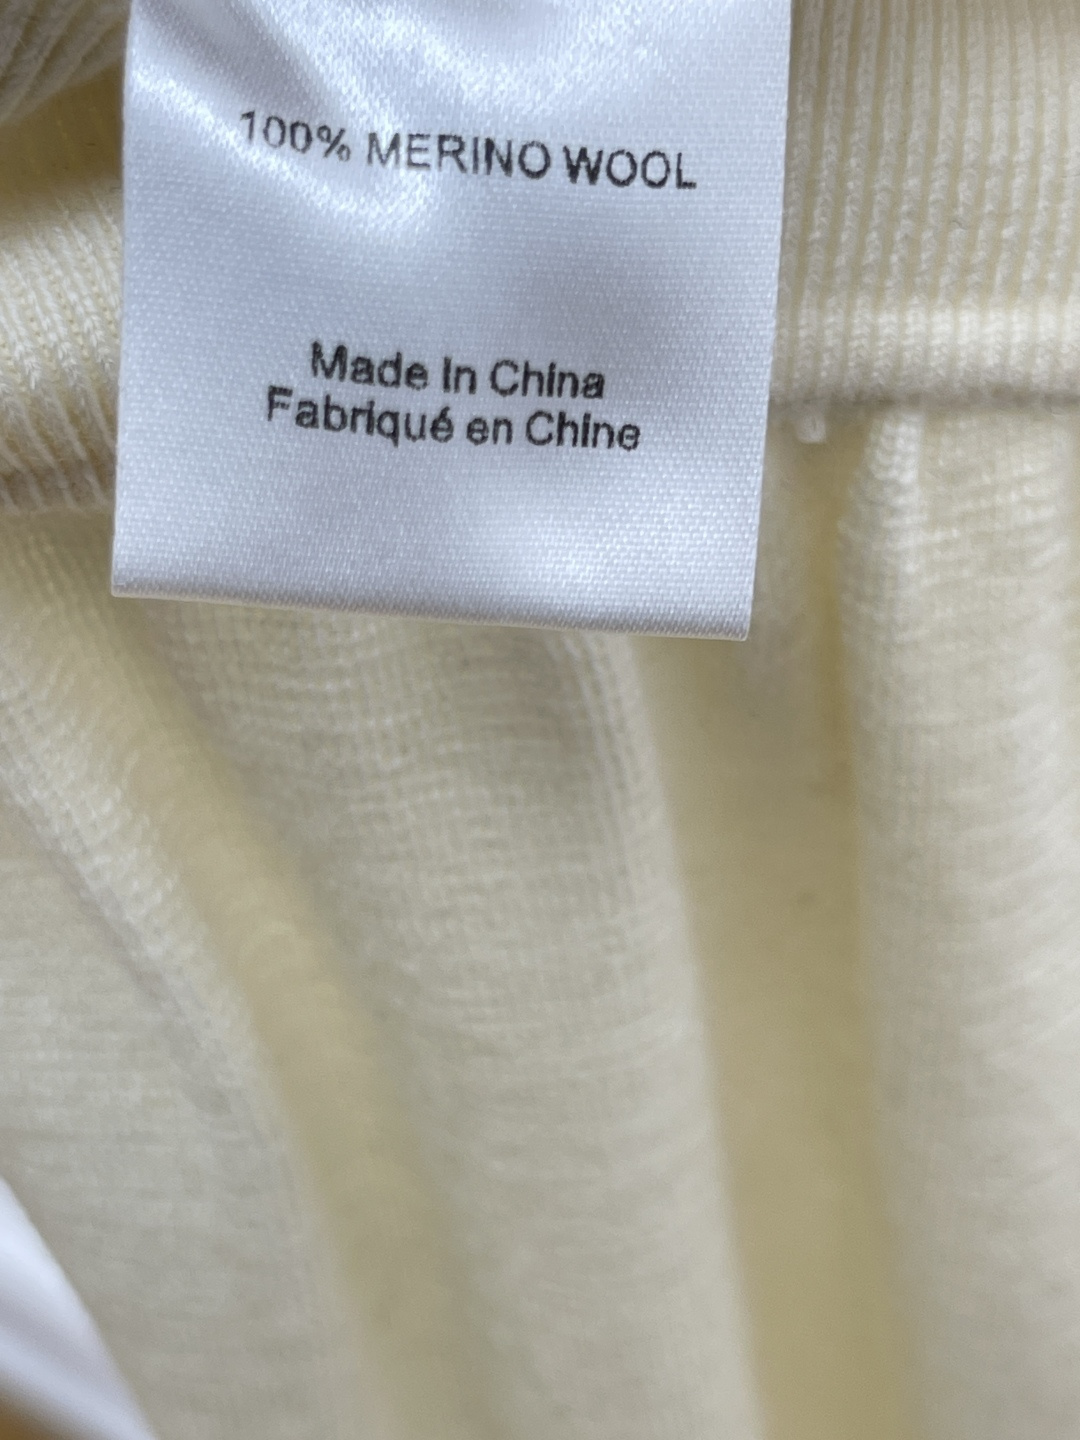 100% MERINO WOOL
Made In China
Fabriqué en Chine